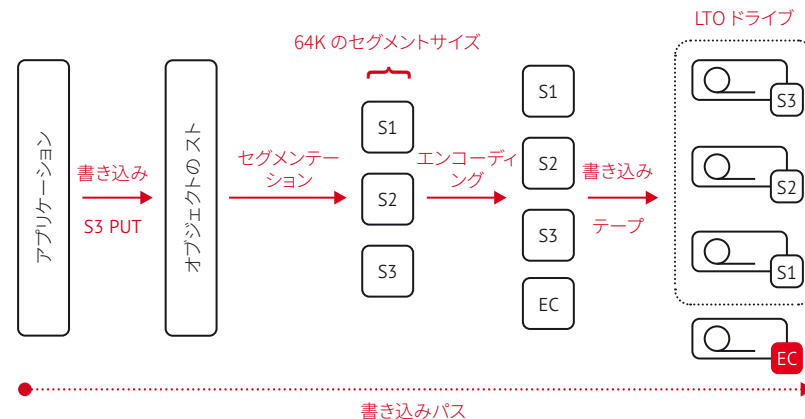 LTO ドライブ
64K のセグメントサイズ
アプリケーション
書き込み
S3 PUT
オブジェクトの スト
セグメンテー
ション
S1
S2
S3
エンコーディ
ング
S1
S2
S3
EC
書き込み
テープ
S3
S2
S1
EC
書き込みパス